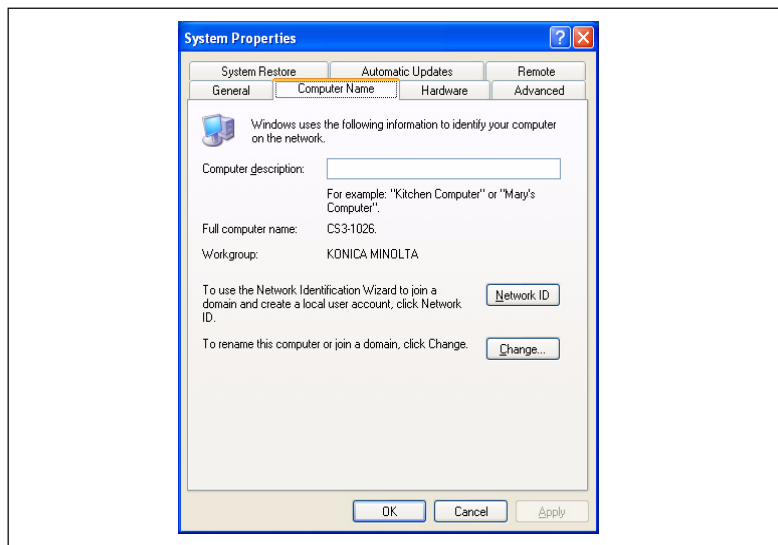 System Properties
System Restore
Automatic Updates
Remote
General
Computer Name
Hardware
Advanced
Windows uses the following information to identify your computer
on the network.
Computer description:
For example: "Kitchen Computer" or "Mary's
Computer".
Full computer name:
CS3-1026.
Workgroup:
KONICA MINOLTA
To use the Network Identification Wizard to join a
domain and create a local user account, click Network
ID.
Network ID
To rename this computer or join a domain, click Change.
Change...
OK
Cancel
Apply